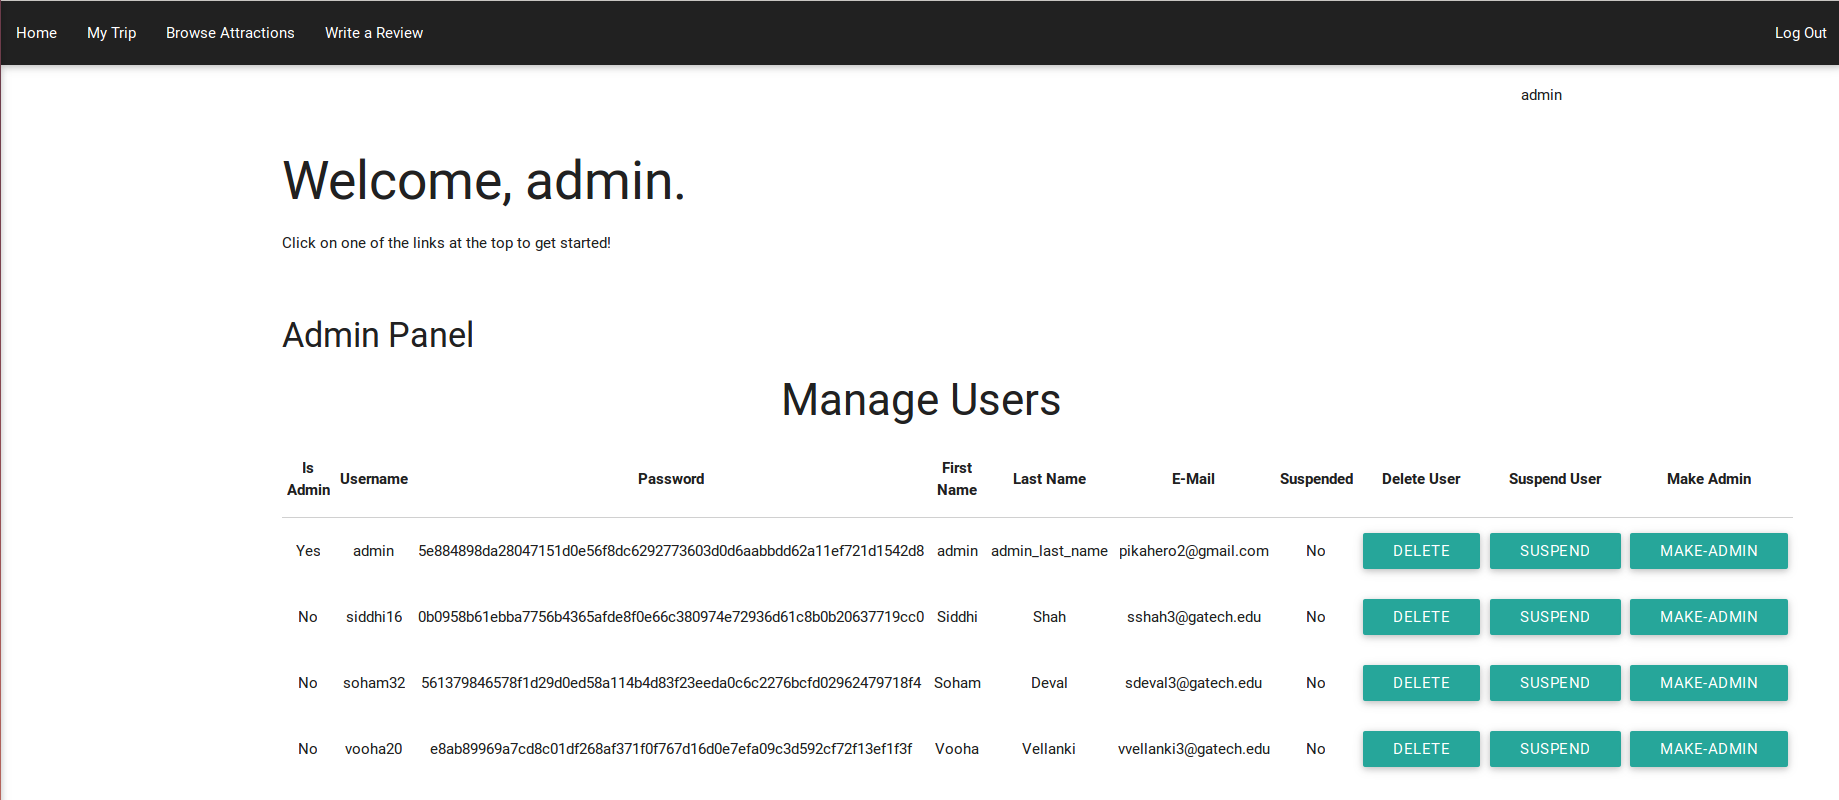 Home My Trip Browse Attractions Write a Review Log Out
admin
Welcome, admin.
Click on one of the links at the top to get started!
Admin Panel
Manage Users
Is Admin Username Password First Name Last Name E-Mail Suspended Delete User Suspend User Make Admin
Yes admin 5e884898da28047151d0e56f8dc6292773603d0d6aabbdd62a11ef721d1542d8 admin admin_last_name pikahero2@gmail.com No DELETE SUSPEND MAKE-ADMIN
No siddhi16 0b0958b61ebba7756b4365afde8f0e66c380974e72936d61c8b0b20637719cc0 Siddhi Shah sshah3@gatech.edu No DELETE SUSPEND MAKE-ADMIN
No soham32 561379846578f1d29d0ed58a114b4d83f23eeda0c6c2276bcfd02962479718f4 Soham Deval sdeval3@gatech.edu No DELETE SUSPEND MAKE-ADMIN
No vooha20 e8ab89969a7cd8c01df268af371f0f767d16d0e7efa09c3d592cf72f13ef1f3f Vooha Vellanki vvellanki3@gatech.edu No DELETE SUSPEND MAKE-ADMIN